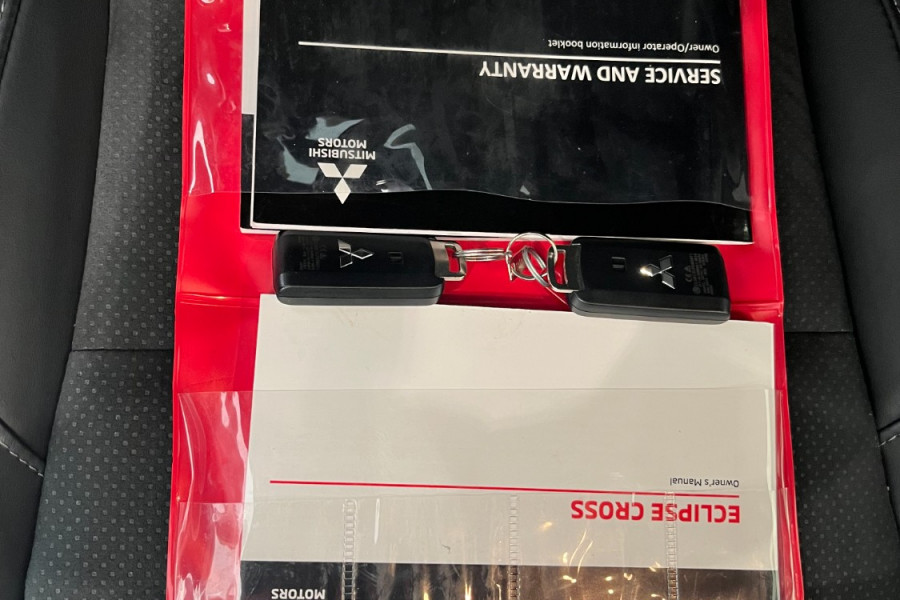 SERVICE AND WARRANTY
Owner/Operator information booklet
MITSUBISHI
MOTORS
ECLIPSE CROSS
Owner's Manual
MOTORS